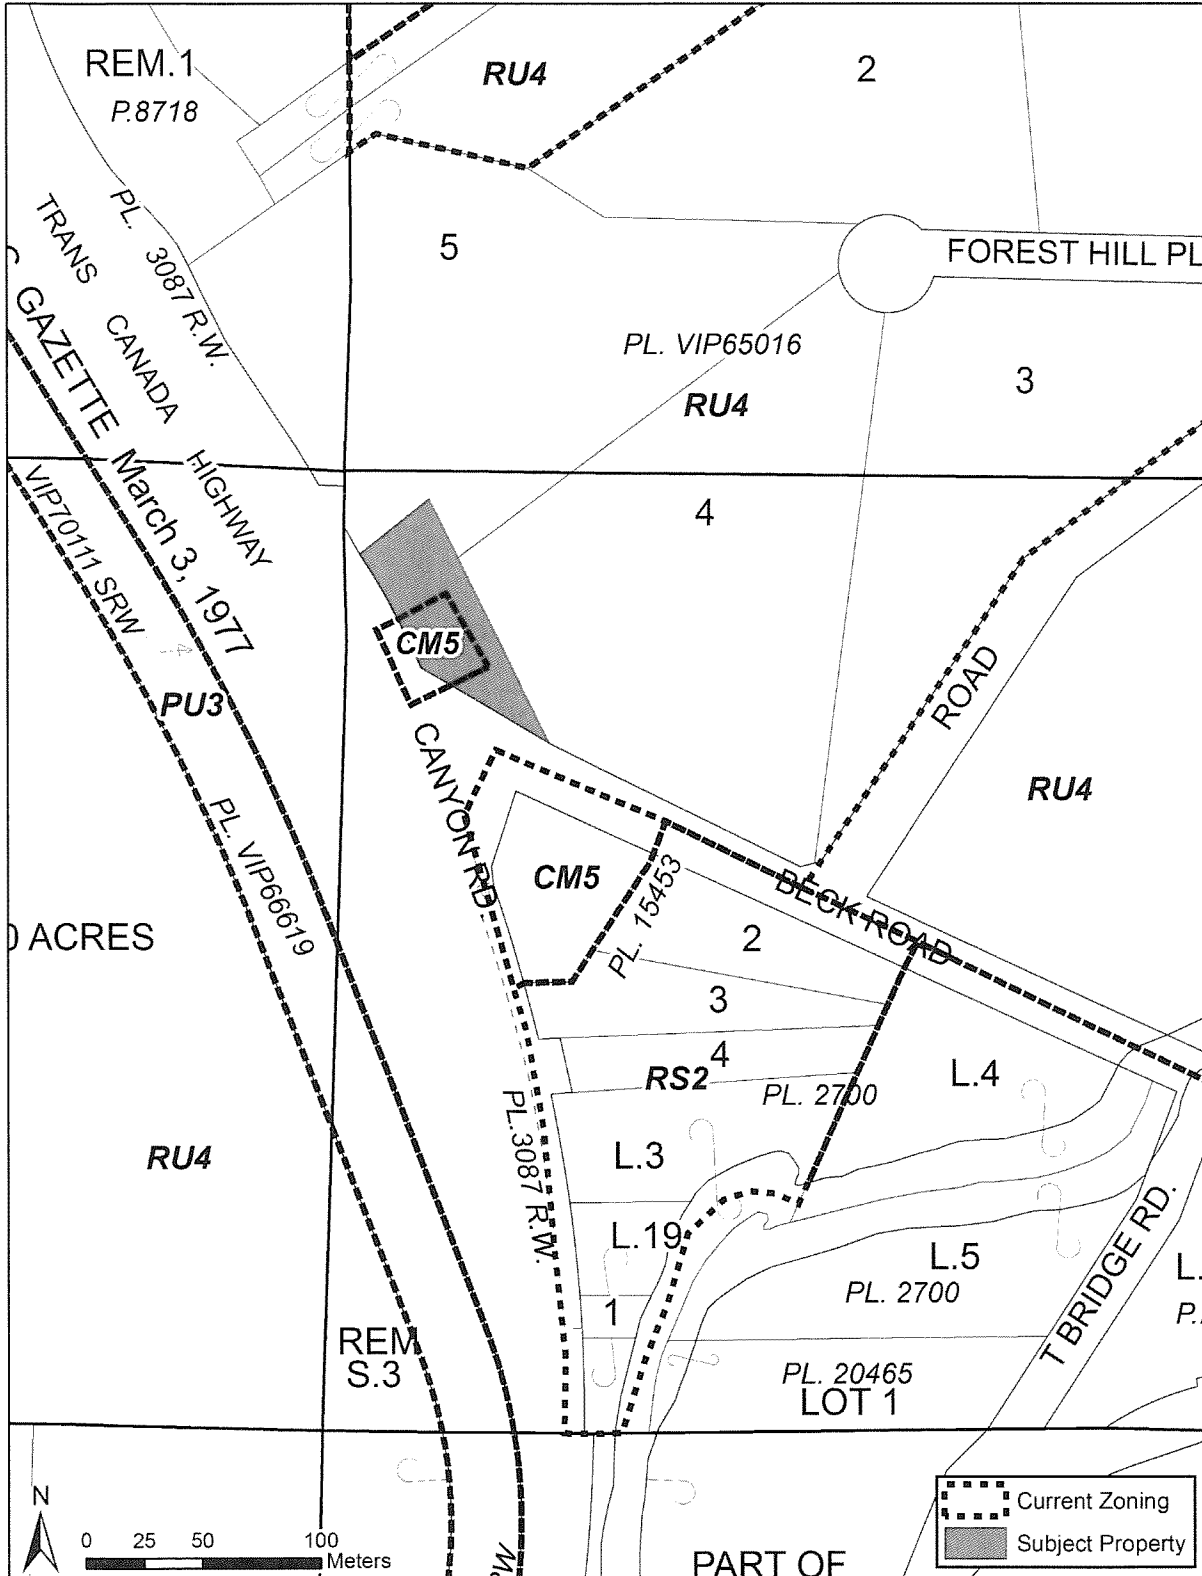 REM.1
P.8718
RU4
2
PL. 3087 R.W.
TRANS CANADA HIGHWAY
5
FOREST HILL PL
GAZETTE March 3, 1977
PL. VIP65016
RU4
3
VIP70111 SRW
4
CM5
PU3
ROAD
RU4
CANYON RD.
PL. VIP66619
CM5
PL. 15453
BECK ROAD
0 ACRES
2
3
4
RS2
PL. 2700
L.4
PL.3087 R.W.
RU4
L.3
L.19
L.5
PL. 2700
T BRIDGE RD.
L.
P.
1
REM
S.3
PL. 20465
LOT 1
N
0 25 50 100
Meters
PART OF
Current Zoning
Subject Property